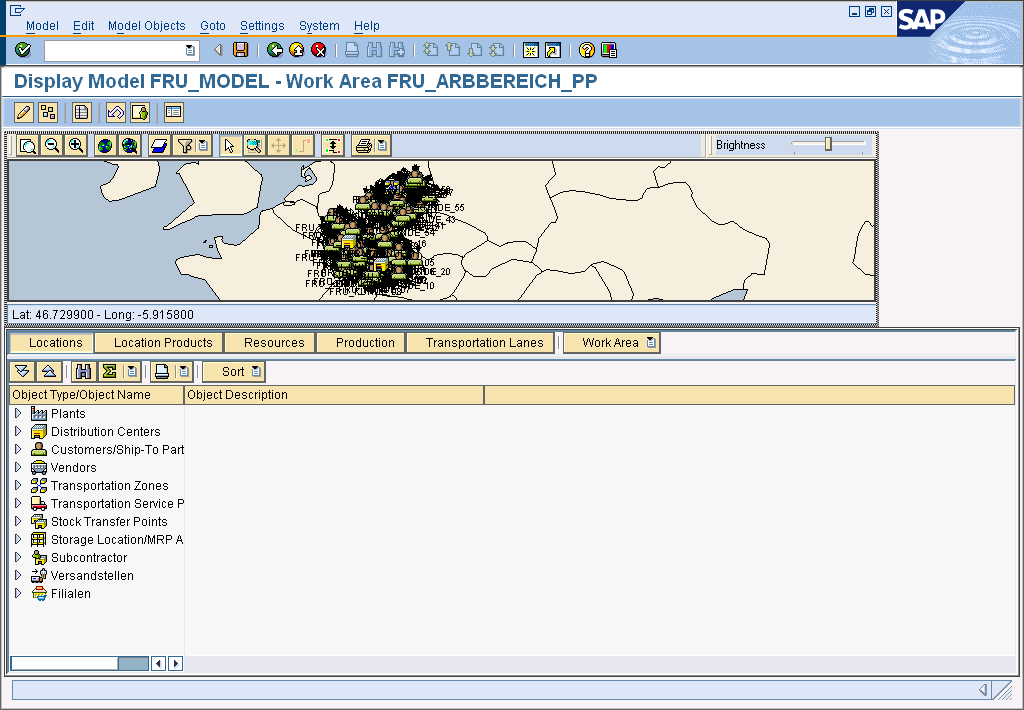 Model Edit Model Objects Goto Settings System Help
SAP
Display Model FRU_MODEL - Work Area FRU_ARBBEREICH_PP
Brightness
Lat: 46.729900 - Long: -5.915800
Locations Location Products Resources Production Transportation Lanes Work Area
Sort
Object Type/Object Name Object Description
Plants
Distribution Centers
Customers/Ship-To Part
Vendors
Transportation Zones
Transportation Service P
Stock Transfer Points
Storage Location/MRP A
Subcontractor
Versandstellen
Filialen